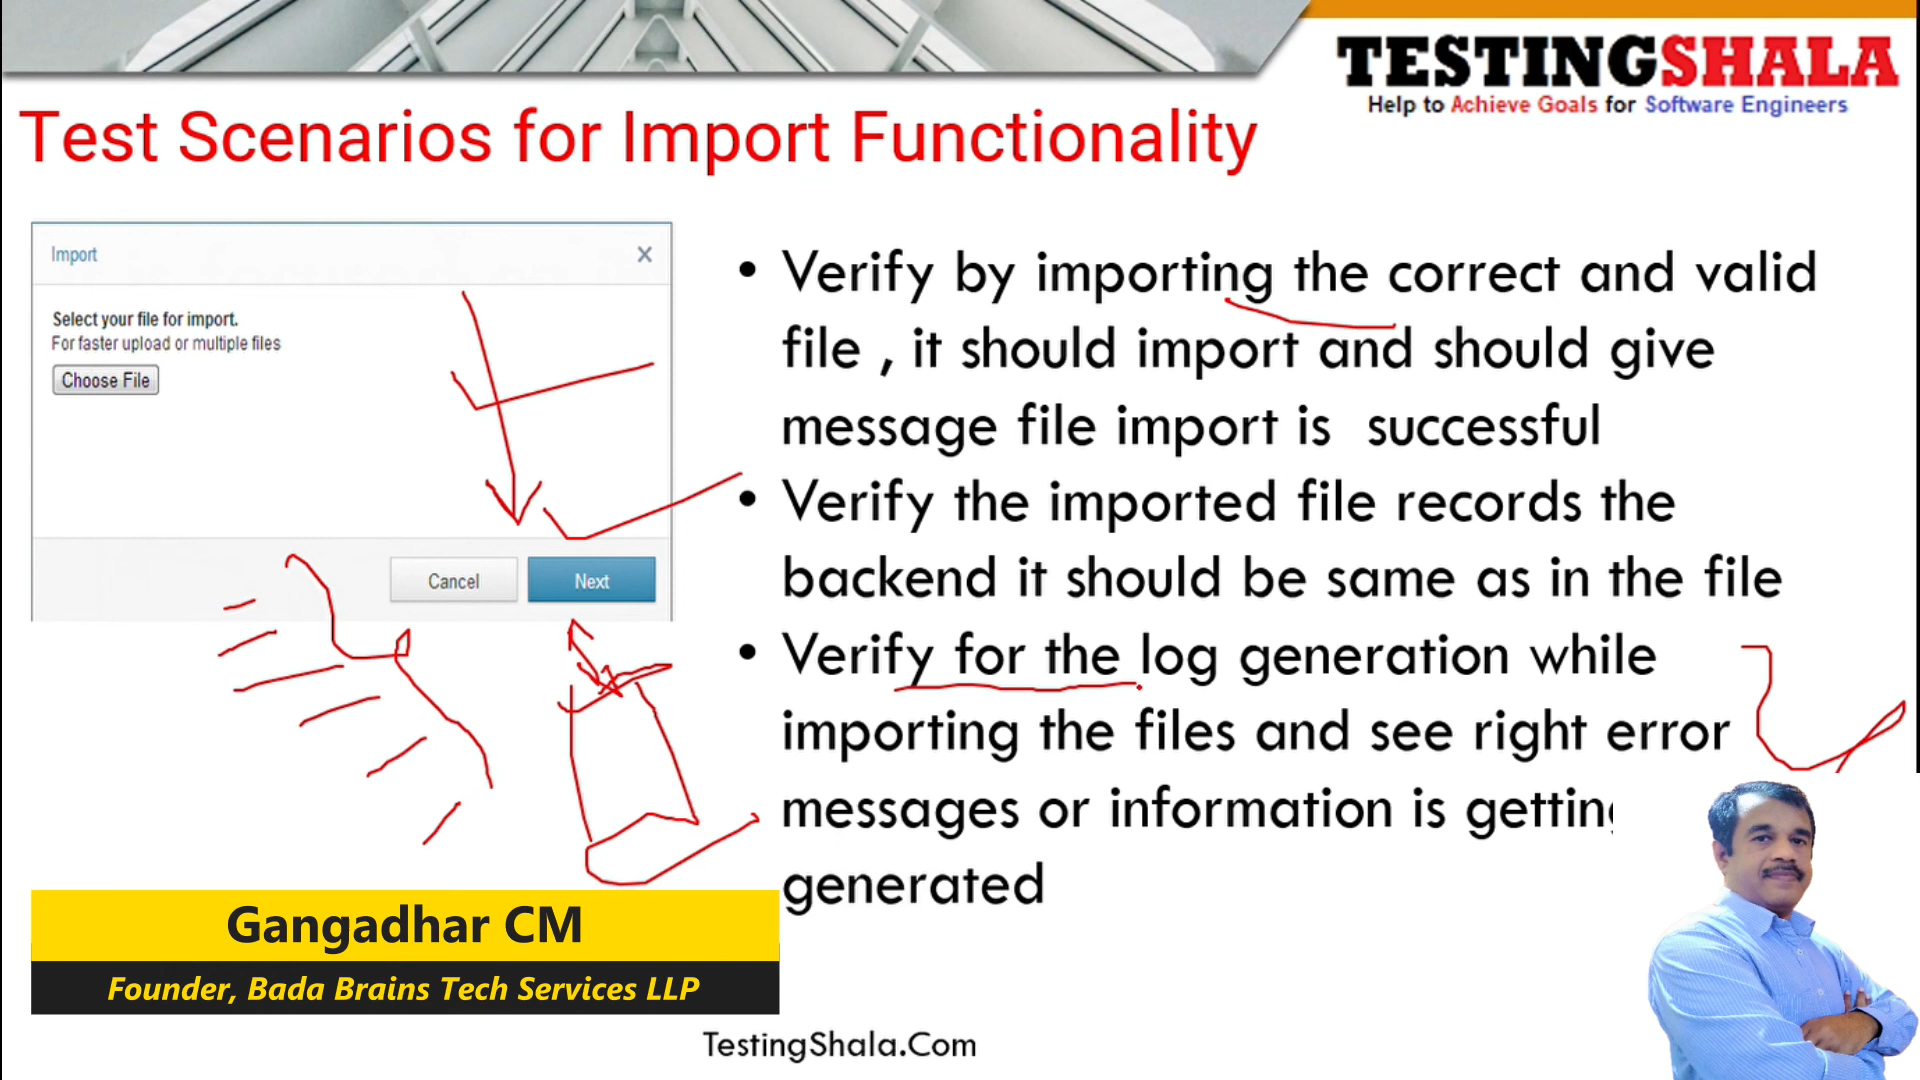 TESTINGSHALA
Help to Achieve Goals for Software Engineers
Test Scenarios for Import Functionality
Import
Select your file for import.
For faster upload or multiple files
Choose File
Cancel
Next
• Verify by importing the correct and valid
file , it should import and should give
message file import is successful
• Verify the imported file records the
backend it should be same as in the file
• Verify for the log generation while
importing the files and see right error
messages or information is getting
generated
Gangadhar CM
Founder, Bada Brains Tech Services LLP
TestingShala.Com